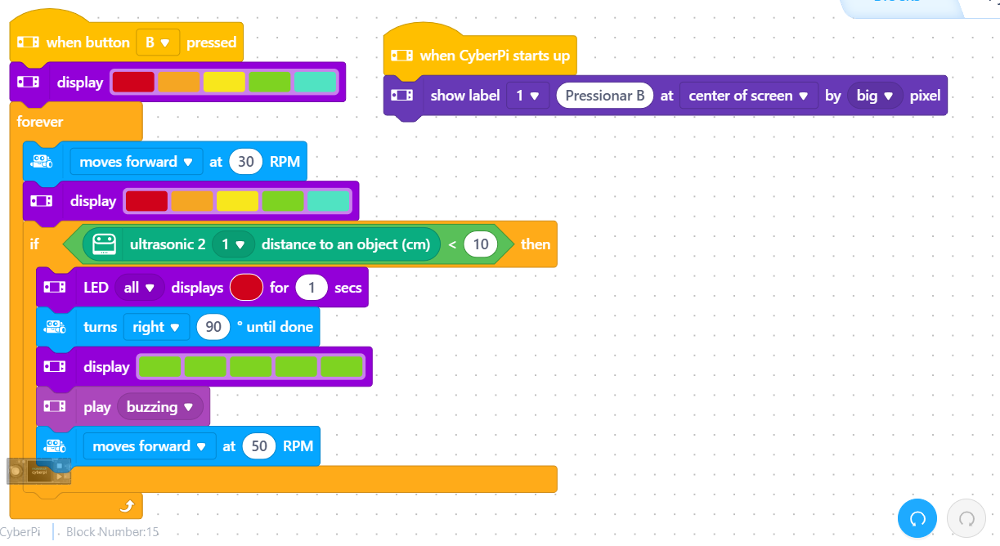 when button B pressed
display
forever
moves forward at 30 RPM
display
if ultrasonic 2 1 distance to an object (cm) < 10 then
LED all displays for 1 secs
turns right 90 ° until done
display
play buzzing
moves forward at 50 RPM
when CyberPi starts up
show label 1 Pressionar B at center of screen by big pixel
CyberPi
Block Number:15